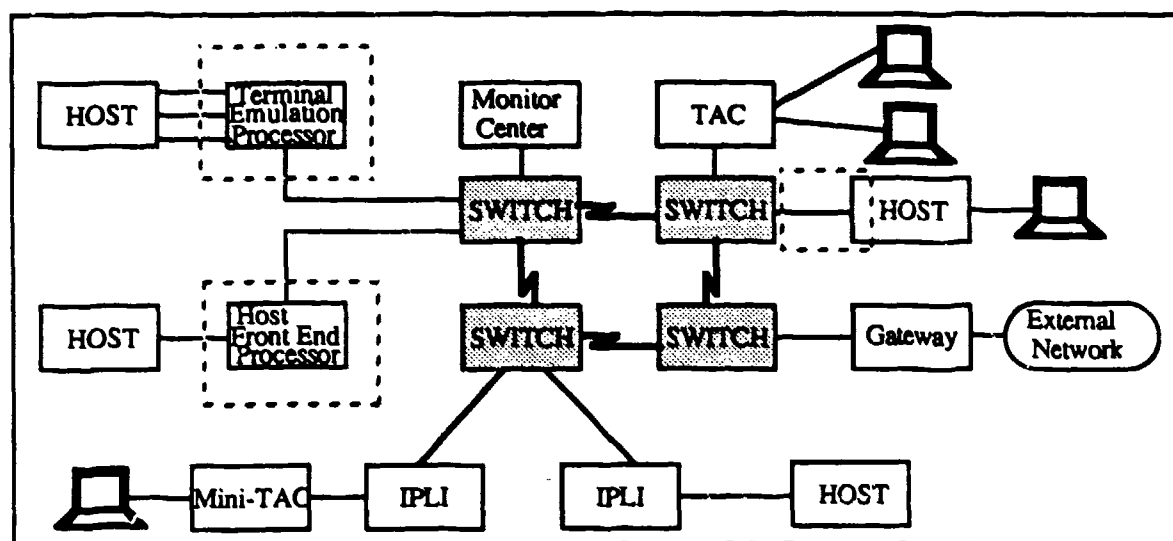 HOST
Terminal
Emulation
Processor
Monitor
Center
TAC
SWITCH
SWITCH
HOST
HOST
Host
Front End
Processor
SWITCH
SWITCH
Gateway
External
Network
Mini-TAC
IPLI
IPLI
HOST